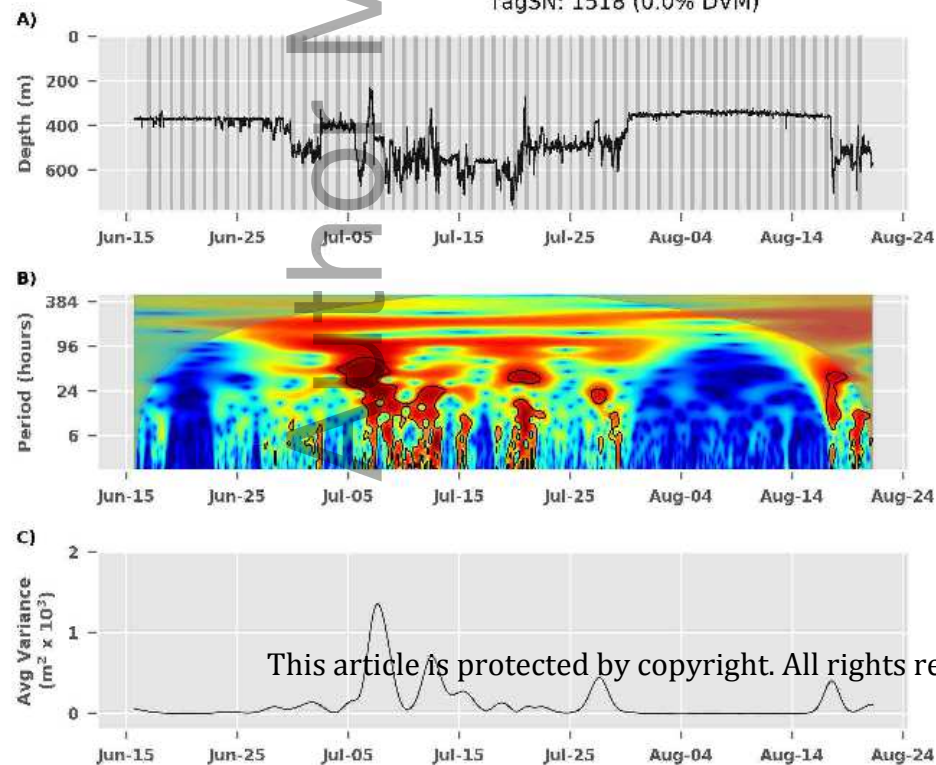 TagSN: 1518 (0.0% DVM)
A)
Depth (m)
0
200
400
600
Jun-15 Jun-25 Jul-05 Jul-15 Jul-25 Aug-04 Aug-14 Aug-24
B)
Period (hours)
384
96
24
6
Jun-15 Jun-25 Jul-05 Jul-15 Jul-25 Aug-04 Aug-14 Aug-24
C)
Avg Variance
(m² x 10³)
2
1
0
Jun-15 Jun-25 Jul-05 Jul-15 Jul-25 Aug-04 Aug-14 Aug-24
This article is protected by copyright. All rights re
Author M